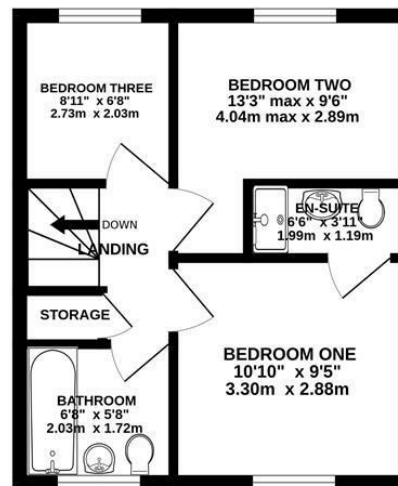 BEDROOM THREE
8'11" x 6'8"
2.73m x 2.03m
BEDROOM TWO
13'3" max x 9'6"
4.04m max x 2.89m
EN-SUITE
6'6" x 3'11"
1.99m x 1.19m
DOWN
LANDING
STORAGE
BEDROOM ONE
10'10" x 9'5"
3.30m x 2.88m
BATHROOM
6'8" x 5'8"
2.03m x 1.72m